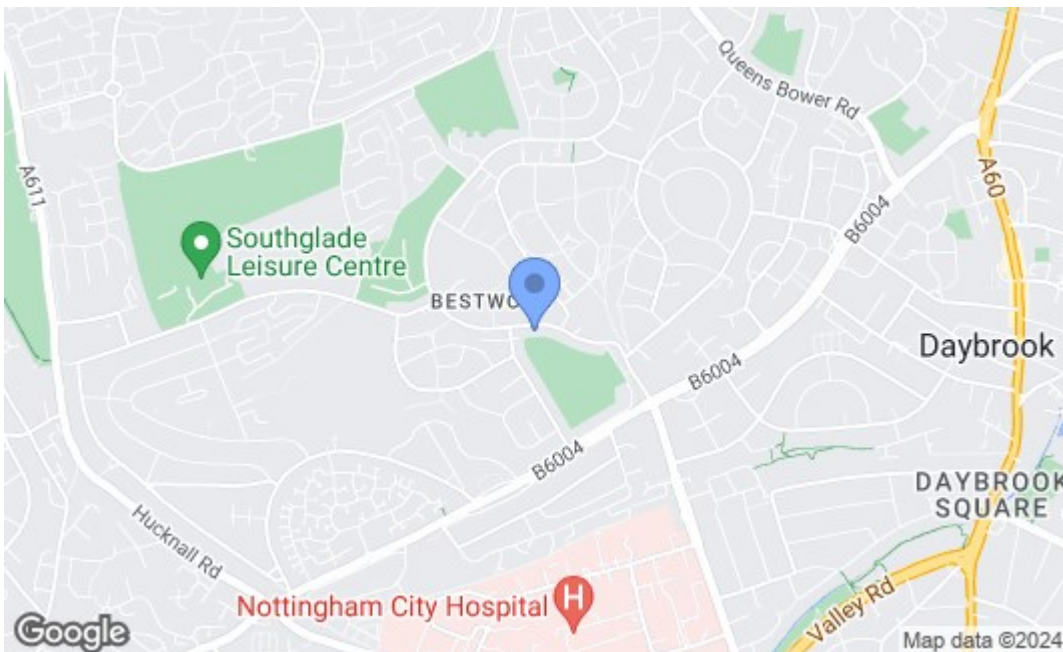 Queens Bower Rd
A611
A60
B6004
Southglade
Leisure Centre
BESTWO
Daybrook
B6004
B6004
DAYBROOK
SQUARE
Hucknall Rd
Nottingham City Hospital
H
Valley Rd
Google
Map data ©2024